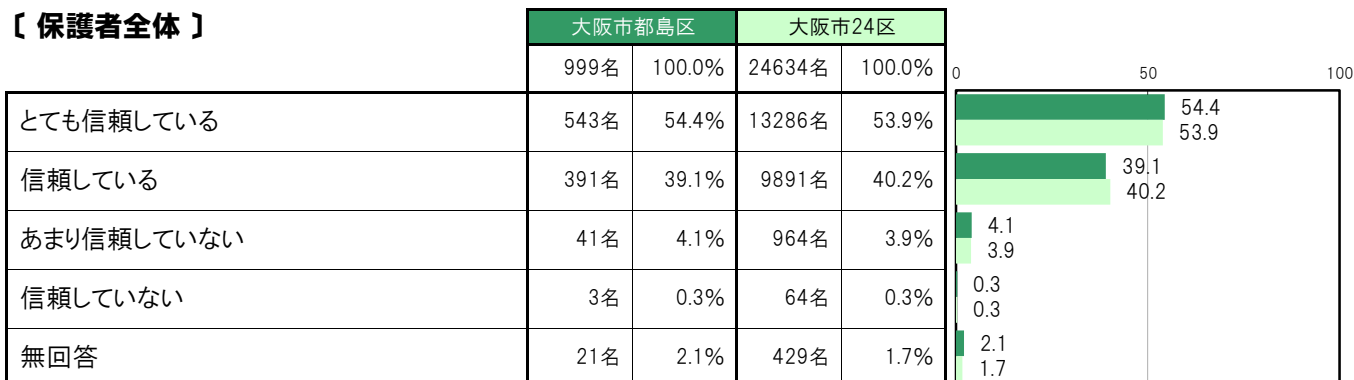 〔 保護者全体 〕
大阪市都島区 大阪市24区
999名 100.0% 24634名 100.0%
0 50 100
とても信頼している 543名 54.4% 13286名 53.9%
54.4
53.9
信頼している 391名 39.1% 9891名 40.2%
39.1
40.2
あまり信頼していない 41名 4.1% 964名 3.9%
4.1
3.9
信頼していない 3名 0.3% 64名 0.3%
0.3
0.3
無回答 21名 2.1% 429名 1.7%
2.1
1.7